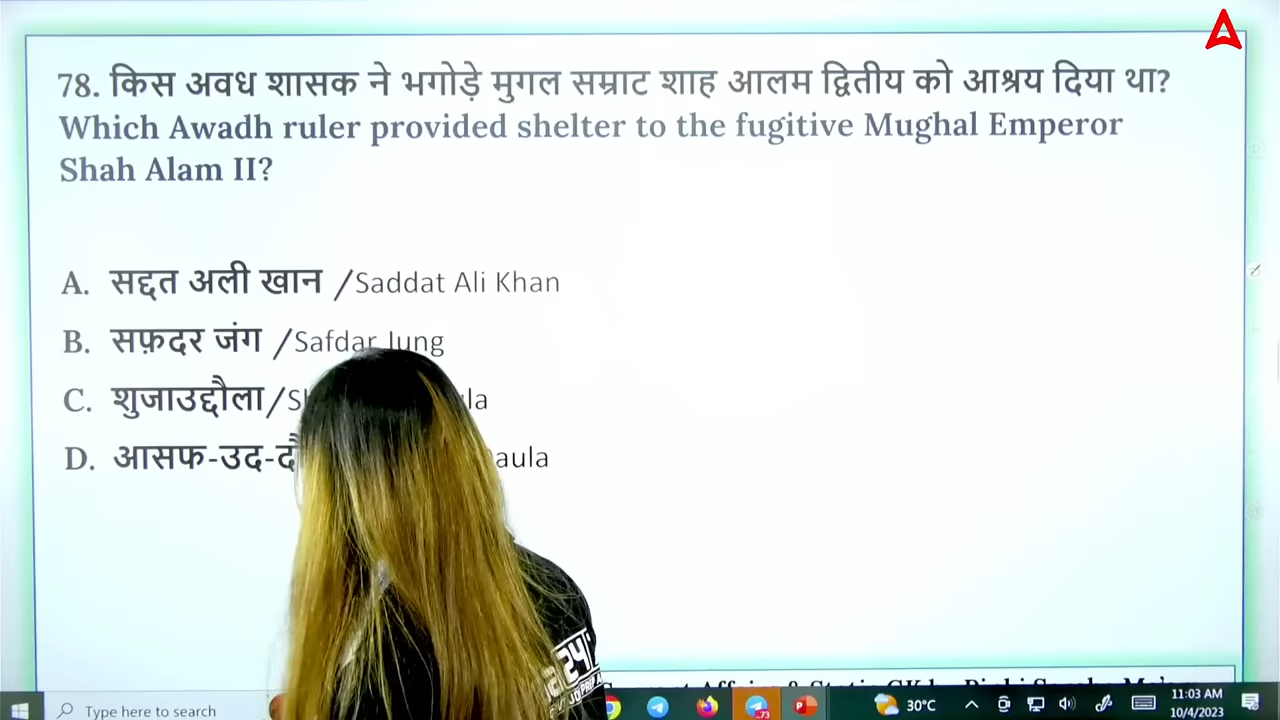 78. किस अवध शासक ने भगोड़े मुगल सम्राट शाह आलम द्वितीय को आश्रय दिया था?
Which Awadh ruler provided shelter to the fugitive Mughal Emperor
Shah Alam II?
A. सद्दत अली खान /Saddat Ali Khan
B. सफ़दर जंग /Safdar Jung
C. शुजाउद्दौला/
D. आसफ-उद-
24
Type here to search
73
30°C
11:03 AM
10/4/2023